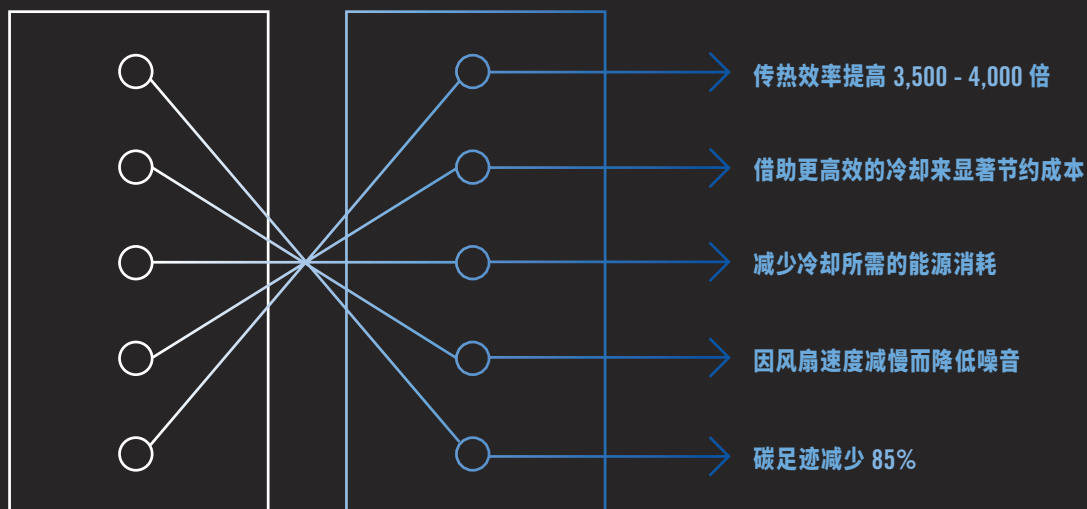 传热效率提高 3,500 - 4,000 倍
借助更高效的冷却来显著节约成本
减少冷却所需的能源消耗
因风扇速度减慢而降低噪音
碳足迹减少 85%